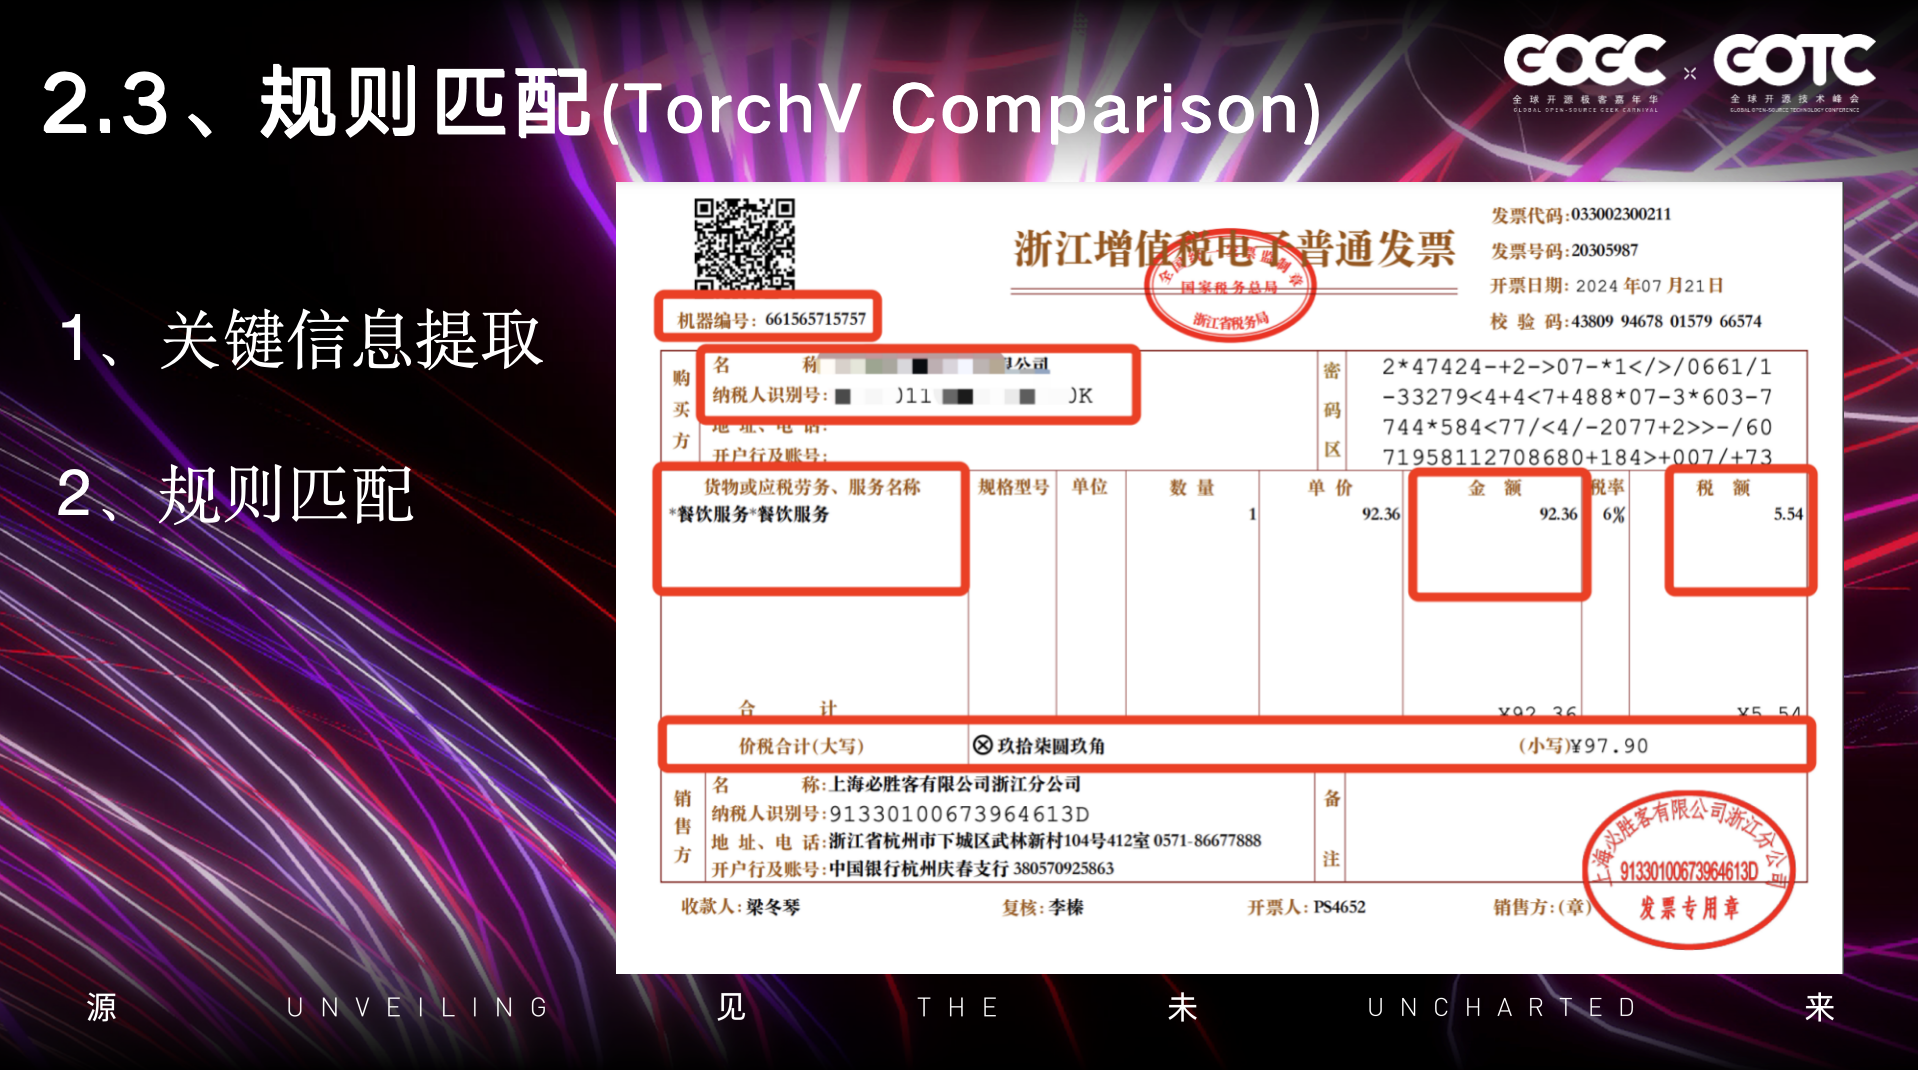 2.3、规则匹配(TorchV Comparison)
GOGC × GOTC
全球开源极客嘉年华 全球开源技术峰会
GLOBAL OPEN-SOURCE GEEK CARNIVAL GLOBAL OPEN-SOURCE TECHNOLOGY CONFERENCE
1、关键信息提取
2、规则匹配
浙江增值税电子普通发票
国家税务总局
浙江省税务局
发票代码:033002300211
发票号码:20305987
开票日期: 2024 年07 月21日
校 验 码:43809 94678 01579 66574
机器编号: 661565715757
购买方
名 称 公司
纳税人识别号: )11 )K
地 址、电 话:
开户行及账号:
密码区
2*47424-+2->07-*1</>/0661/1
-33279<4+4<7+488*07-3*603-7
744*584<77/<4/-2077+2>>-/60
71958112708680+184>+007/+73
货物或应税劳务、服务名称 规格型号 单位 数 量 单 价 金 额 税率 税 额
*餐饮服务*餐饮服务 1 92.36 92.36 6% 5.54
合 计 ¥92.36 ¥5.54
价税合计(大写) ⊗玖拾柒圆玖角 (小写)¥97.90
销售方
名 称:上海必胜客有限公司浙江分公司
纳税人识别号:91330100673964613D
地 址、电 话:浙江省杭州市下城区武林新村104号412室 0571-86677888
开户行及账号:中国银行杭州庆春支行 380570925863
备注
上海必胜客有限公司浙江分公司
91330100673964613D
发票专用章
收款人:梁冬琴 复核:李榛 开票人: PS4652 销售方:(章)
源 UNVEILING 见 THE 未 UNCHARTED 来